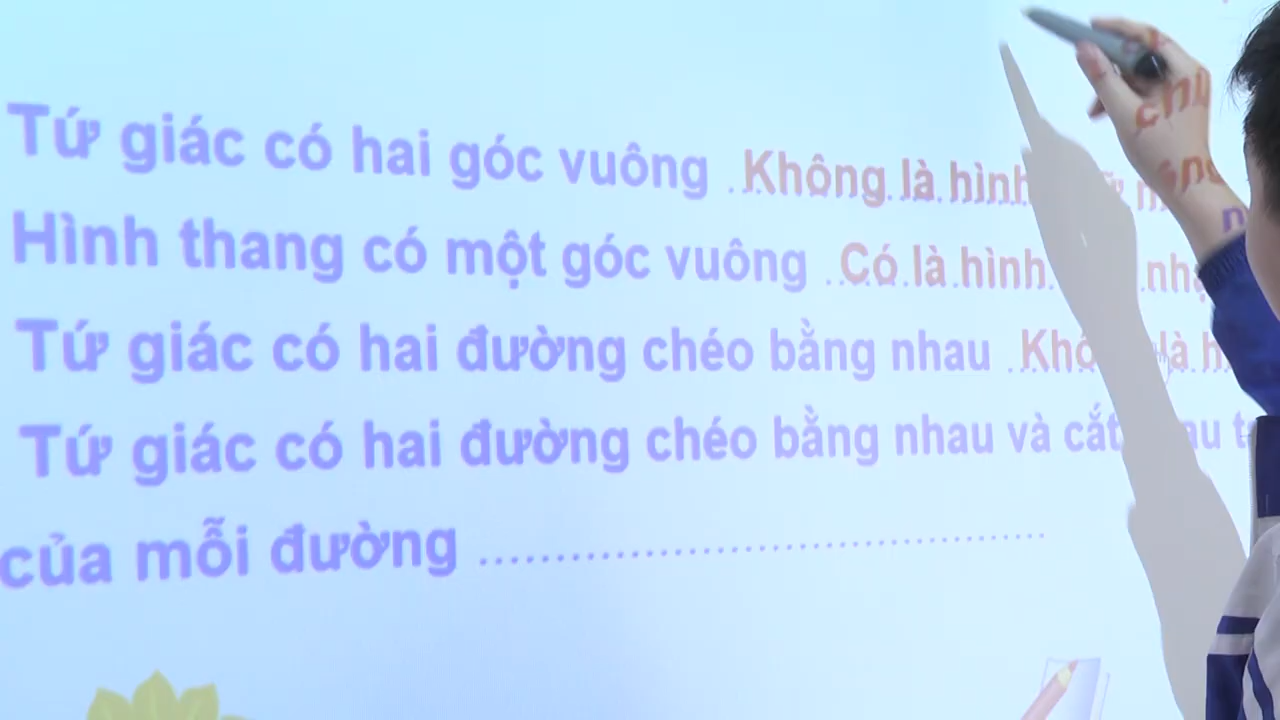 Tứ giác có hai góc vuông ..Không là hình
Hình thang có một góc vuông ..Có là hình
Tứ giác có hai đường chéo bằng nhau ..là
Tứ giác có hai đường chéo bằng nhau và cắt
của mỗi đường ........................................